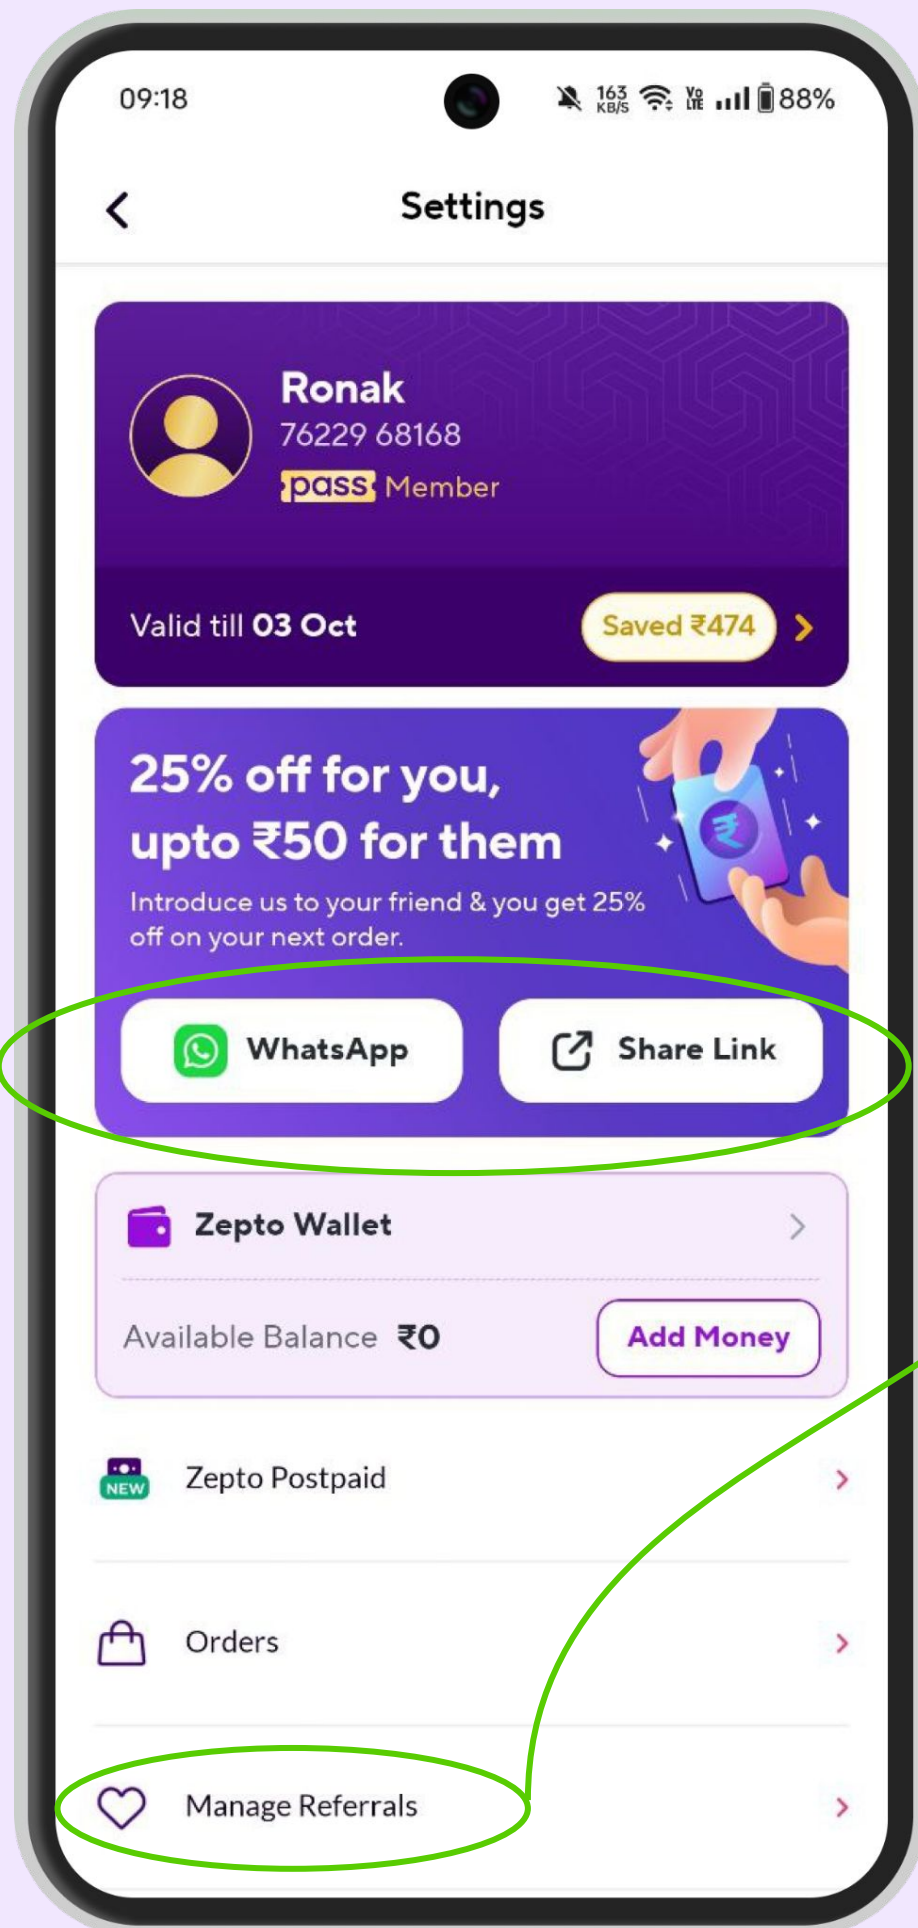 09:18
163 KB/S Vo LTE 88%
Settings
Ronak
76229 68168
pass Member
Valid till 03 Oct
Saved ₹474
25% off for you,
upto ₹50 for them
Introduce us to your friend & you get 25%
off on your next order.
WhatsApp
Share Link
Zepto Wallet
Available Balance ₹0
Add Money
NEW
Zepto Postpaid
Orders
Manage Referrals